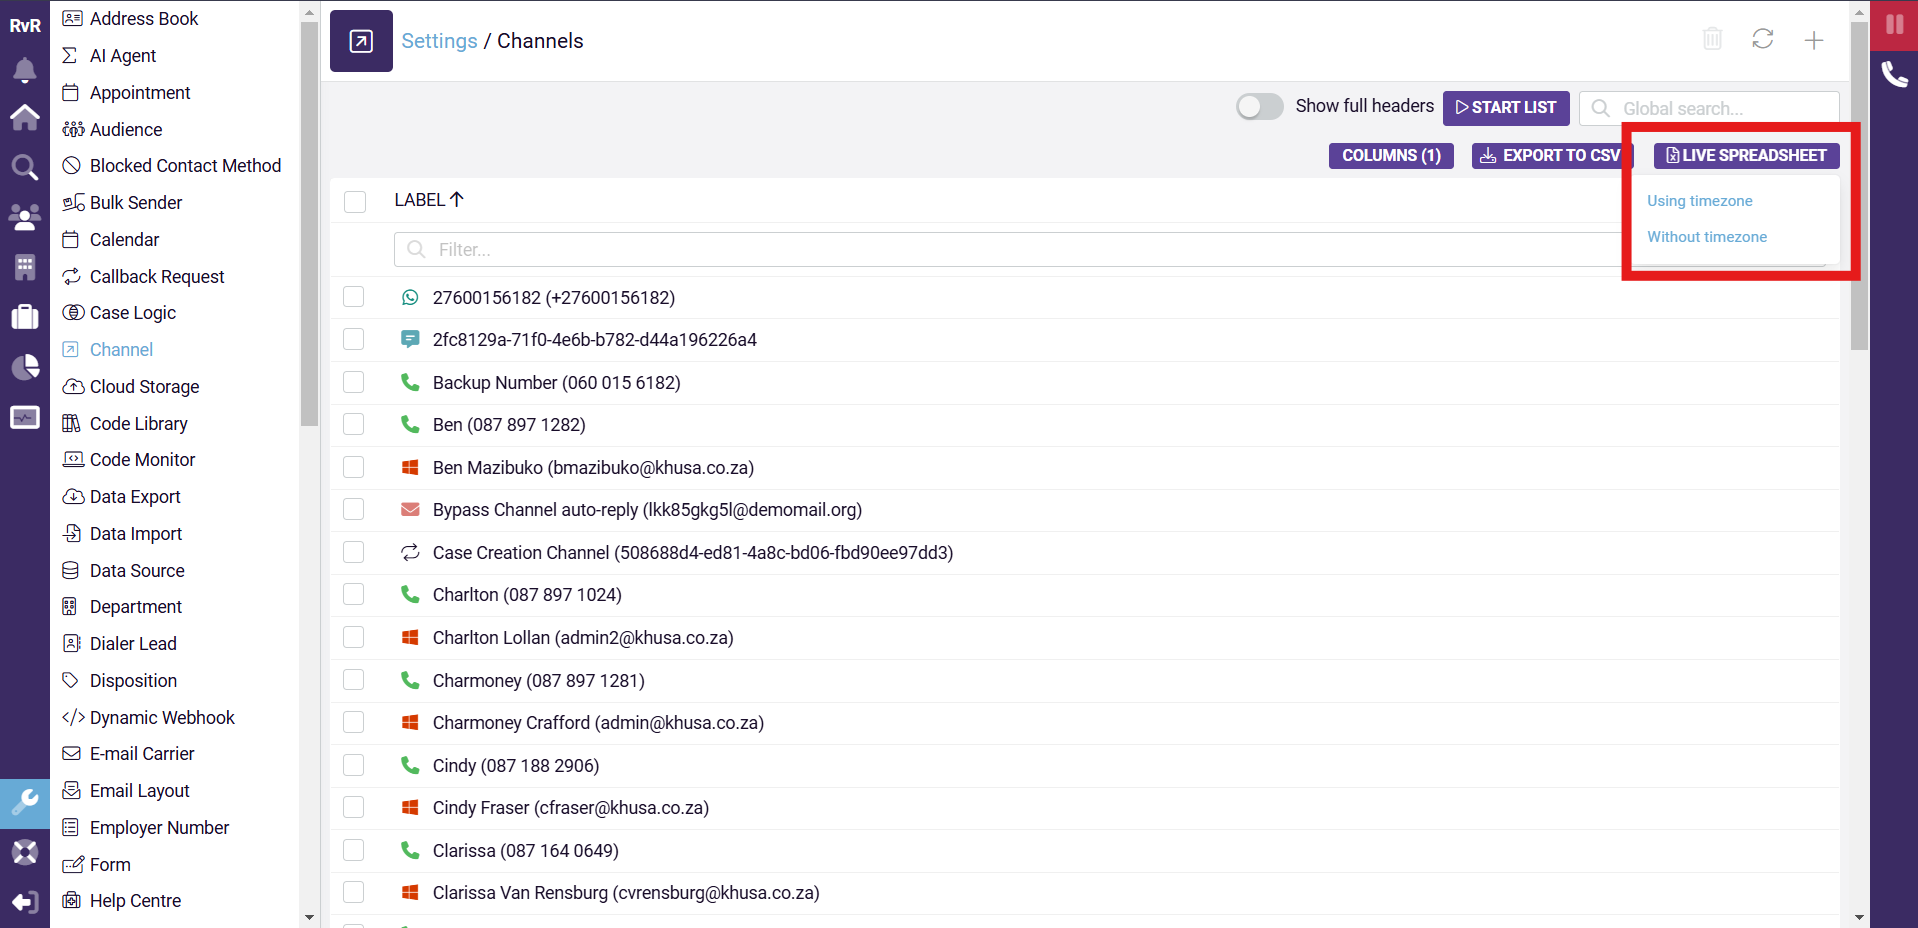 RvR
Address Book
AI Agent
Appointment
Audience
Blocked Contact Method
Bulk Sender
Calendar
Callback Request
Case Logic
Channel
Cloud Storage
Code Library
Code Monitor
Data Export
Data Import
Data Source
Department
Dialer Lead
Disposition
Dynamic Webhook
E-mail Carrier
Email Layout
Employer Number
Form
Help Centre
Settings / Channels
Show full headers
START LIST
Global search...
COLUMNS (1)
EXPORT TO CSV
LIVE SPREADSHEET
Using timezone
Without timezone
LABEL
Filter...
27600156182 (+27600156182)
2fc8129a-71f0-4e6b-b782-d44a196226a4
Backup Number (060 015 6182)
Ben (087 897 1282)
Ben Mazibuko (bmazibuko@khusa.co.za)
Bypass Channel auto-reply (lkk85gkg5l@demomail.org)
Case Creation Channel (508688d4-ed81-4a8c-bd06-fbd90ee97dd3)
Charlton (087 897 1024)
Charlton Lollan (admin2@khusa.co.za)
Charmoney (087 897 1281)
Charmoney Crafford (admin@khusa.co.za)
Cindy (087 188 2906)
Cindy Fraser (cfraser@khusa.co.za)
Clarissa (087 164 0649)
Clarissa Van Rensburg (cvrensburg@khusa.co.za)